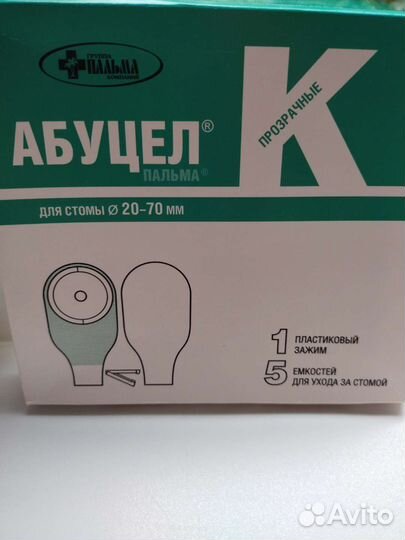 ГРУППА
ПАЛЬМА
КОМПАНИЙ
АБУЦЕЛ®
ПАЛЬМА©
К
ПРОЗРАЧНЫЕ
ДЛЯ СТОМЫ Ø 20-70 ММ
1 ПЛАСТИКОВЫЙ
ЗАЖИМ
5 ЕМКОСТЕЙ
ДЛЯ УХОДА ЗА СТОМОЙ
Avito